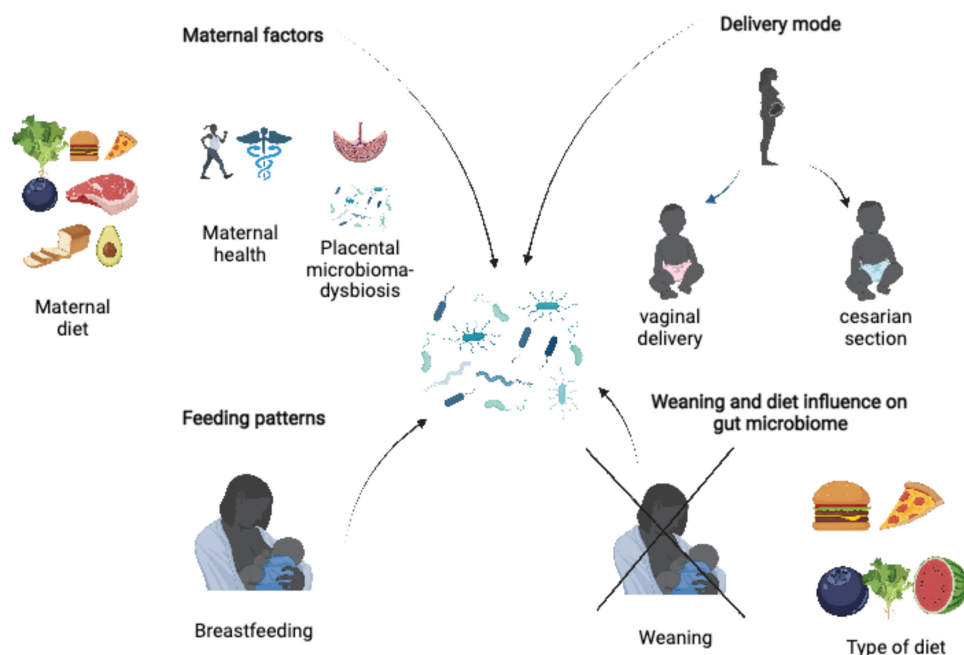 Maternal factors
Delivery mode
Maternal
health
Placental
microbioma-
dysbiosis
Maternal
diet
vaginal
delivery
cesarian
section
Feeding patterns
Weaning and diet influence on
gut microbiome
Breastfeeding
Weaning
Type of diet